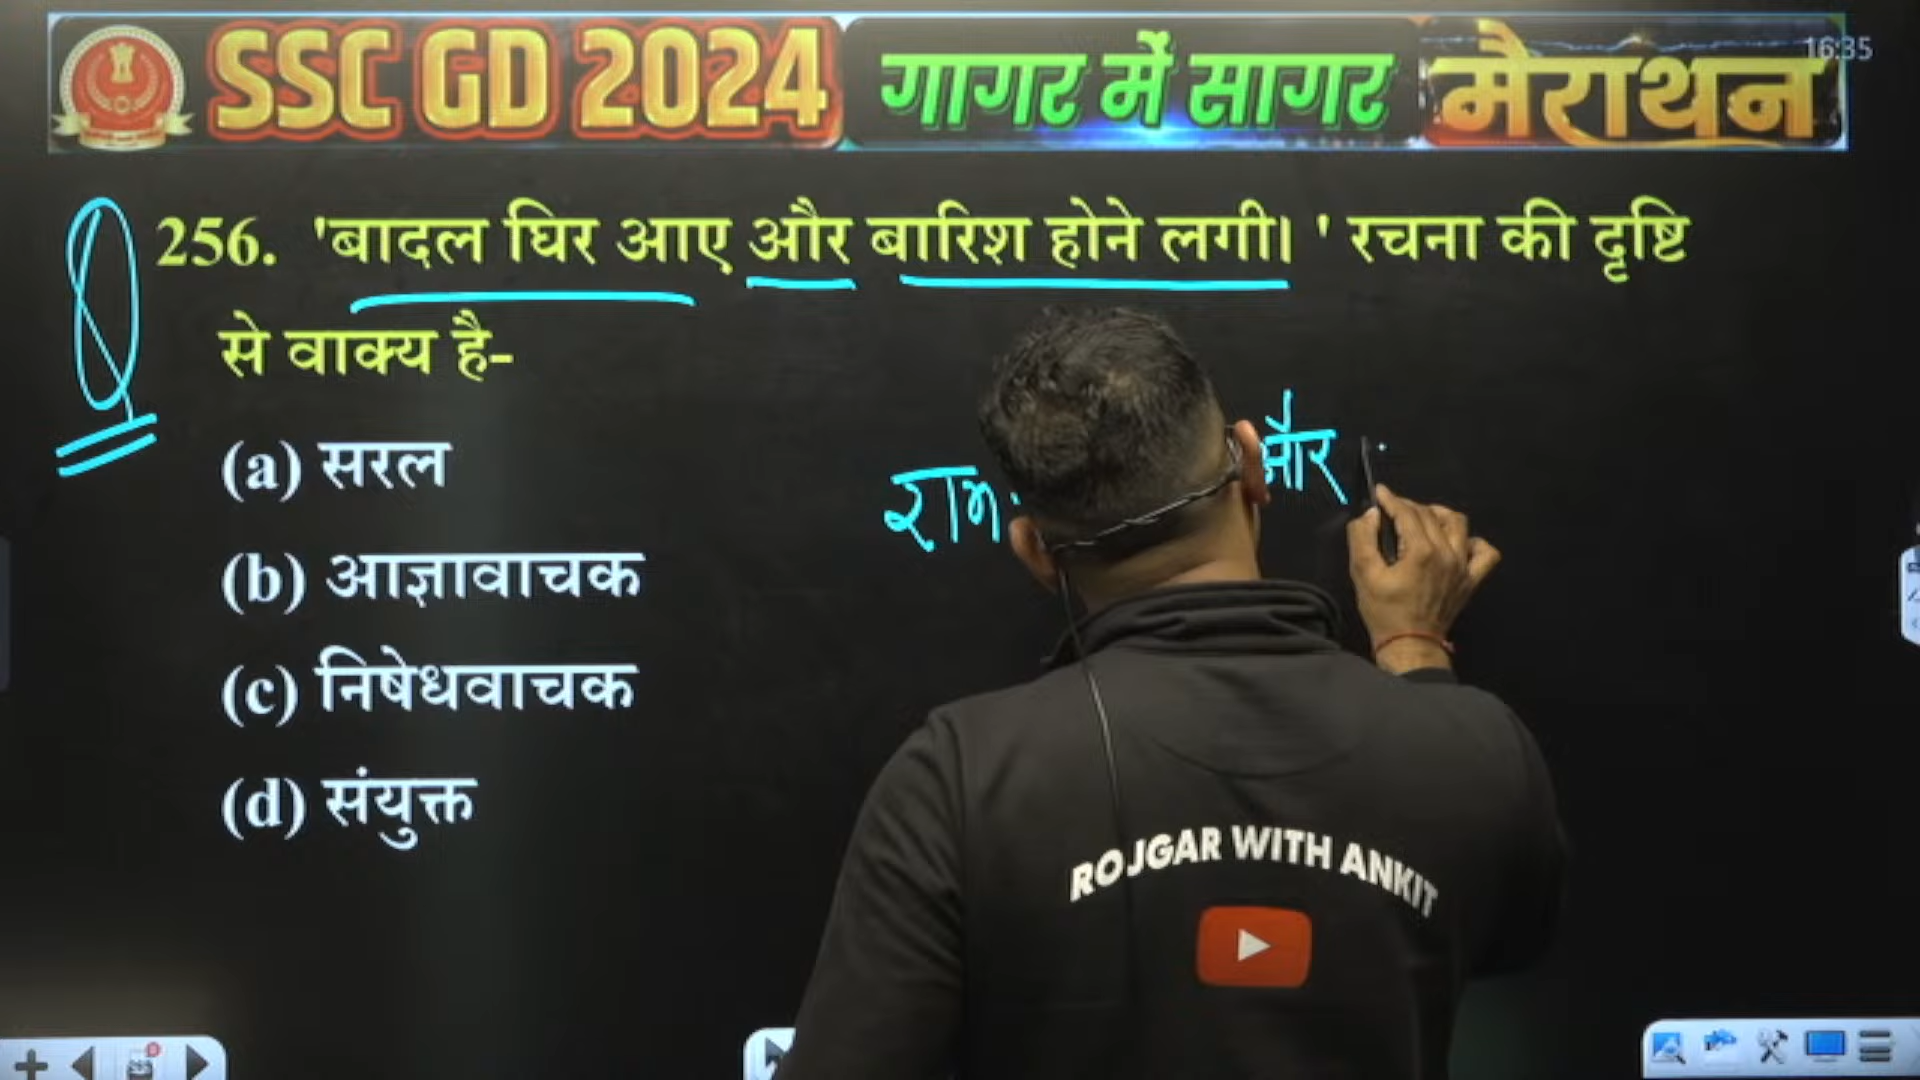 SSC GD 2024 गागर में सागर मैराथन
16:35
256. 'बादल घिर आए और बारिश होने लगी। ' रचना की दृष्टि
से वाक्य है-
(a) सरल
(b) आज्ञावाचक
(c) निषेधवाचक
(d) संयुक्त
राम
और
ROJGAR WITH ANKIT